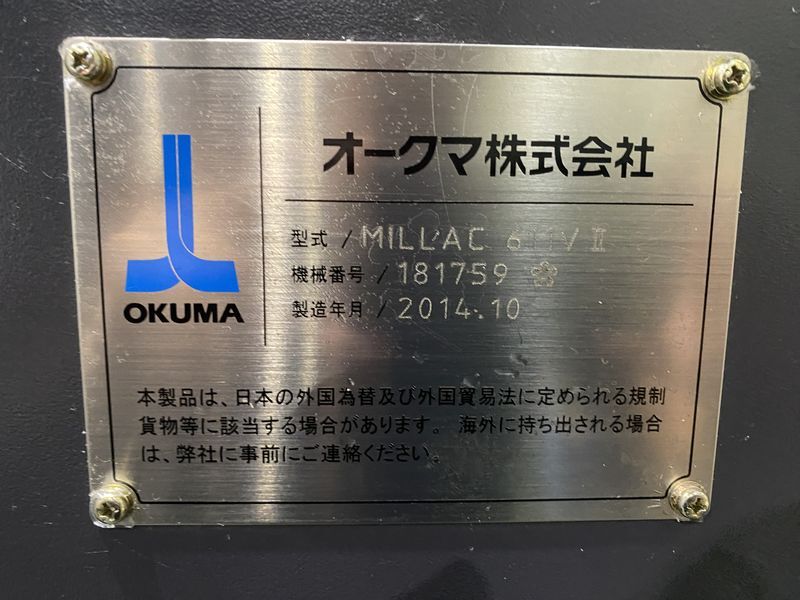 オークマ株式会社
OKUMA
型式 / MILLAC 611V Ⅱ
機械番号 / 181759
製造年月 / 2014.10
本製品は、日本の外国為替及び外国貿易法に定められる規制
貨物等に該当する場合があります。 海外に持ち出される場合
は、弊社に事前にご連絡ください。